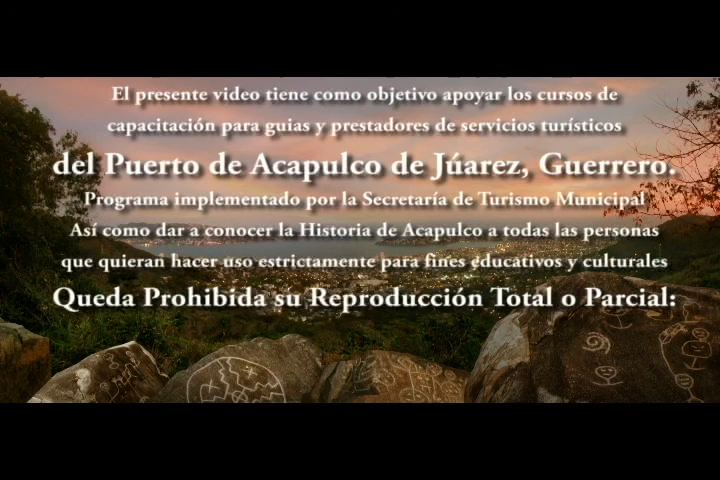 El presente video tiene como objetivo apoyar los cursos de
capacitación para guias y prestadores de servicios turísticos
del Puerto de Acapulco de Júarez, Guerrero.
Programa implementado por la Secretaría de Turismo Municipal
Así como dar a conocer la Historia de Acapulco a todas las personas
que quieran hacer uso estrictamente para fines educativos y culturales
Queda Prohibida su Reproducción Total o Parcial: